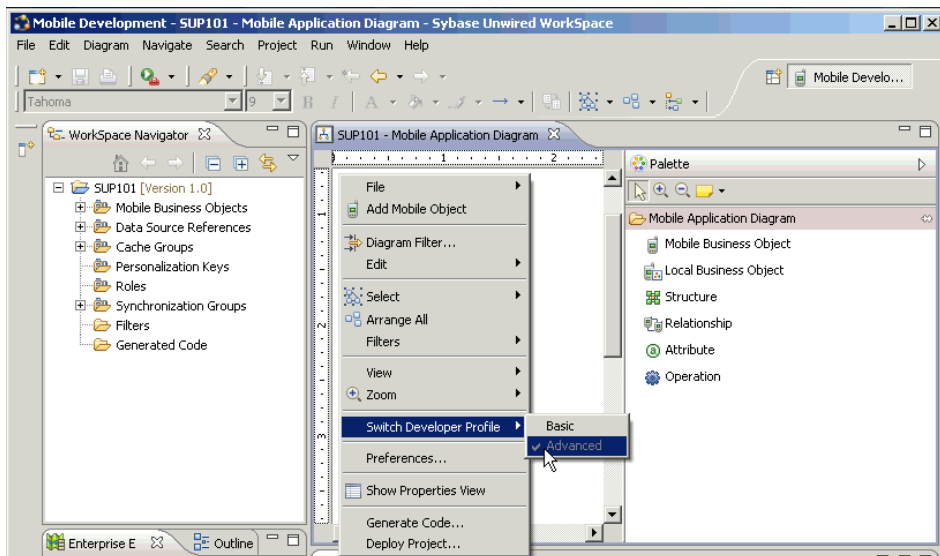 Mobile Development - SUP101 - Mobile Application Diagram - Sybase Unwired WorkSpace
File Edit Diagram Navigate Search Project Run Window Help
Mobile Develo...
Tahoma 9 B I A
WorkSpace Navigator
SUP101 [Version 1.0]
Mobile Business Objects
Data Source References
Cache Groups
Personalization Keys
Roles
Synchronization Groups
Filters
Generated Code
Enterprise E
Outline
SUP101 - Mobile Application Diagram
1 2
2
3
File
Add Mobile Object
Diagram Filter...
Edit
Select
Arrange All
Filters
View
Zoom
Switch Developer Profile
Basic
Advanced
Preferences...
Show Properties View
Generate Code...
Deploy Project...
Palette
Mobile Application Diagram
Mobile Business Object
Local Business Object
Structure
Relationship
Attribute
Operation